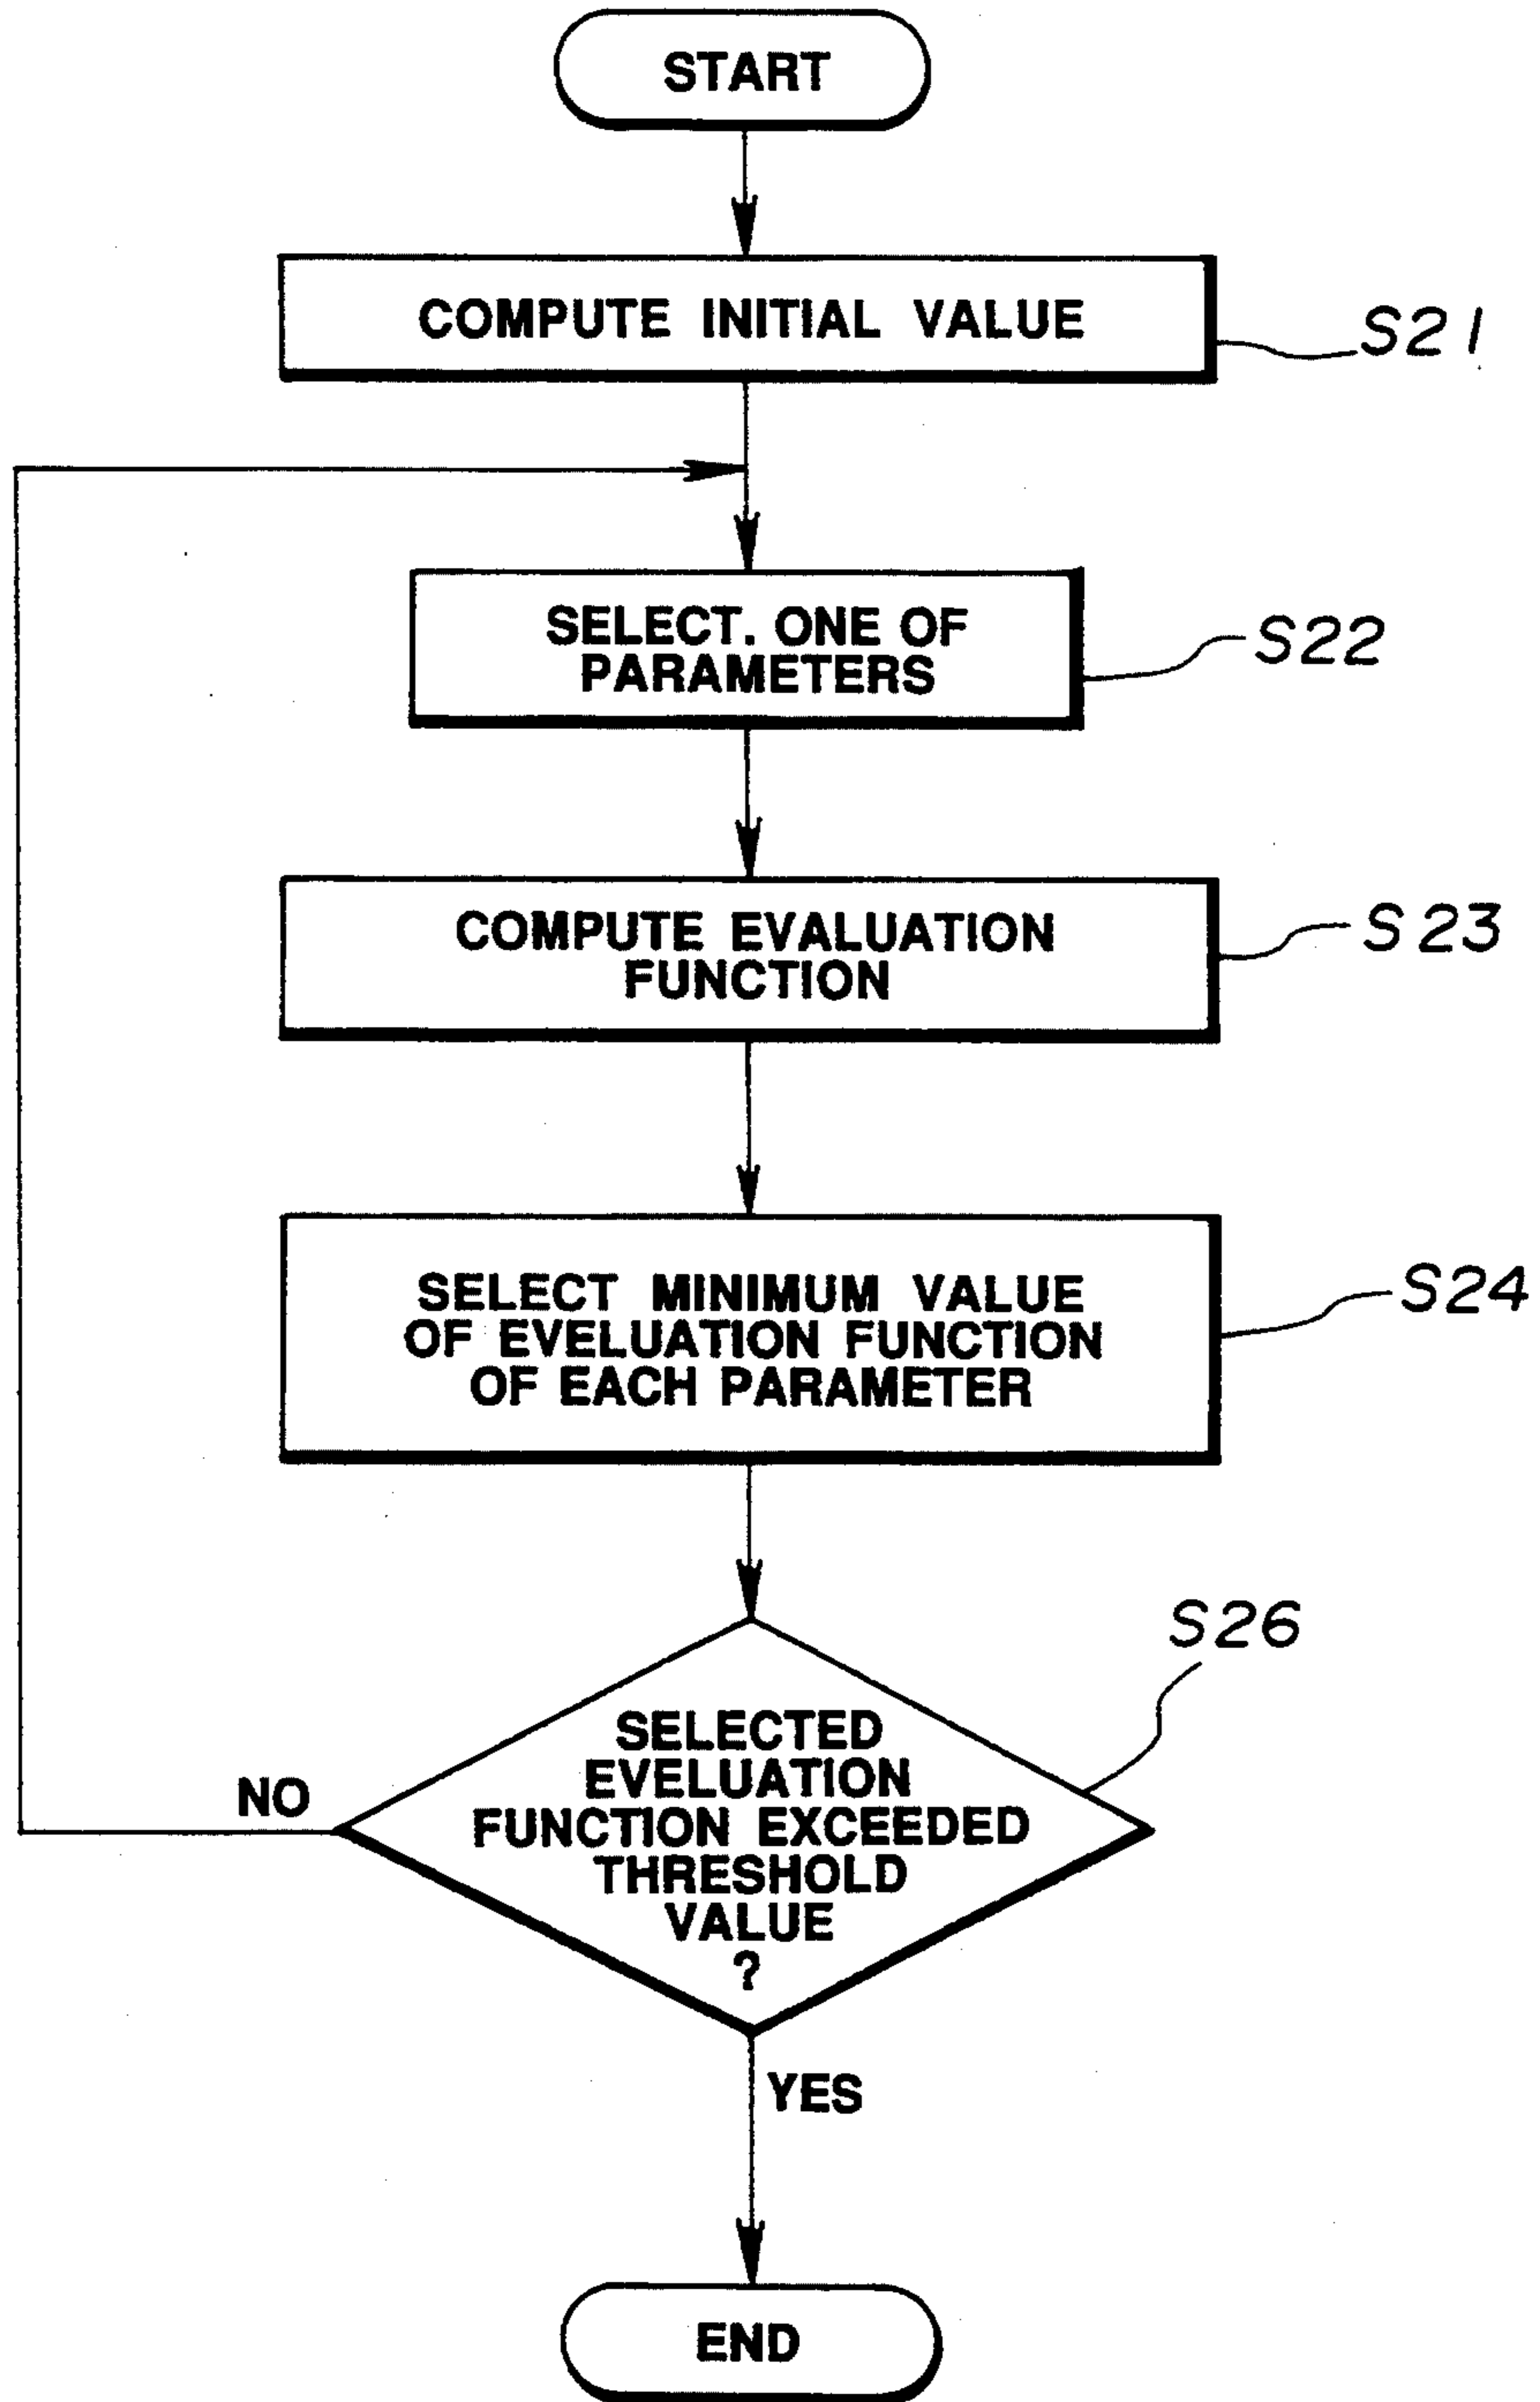 START
COMPUTE INITIAL VALUE
S21
SELECT. ONE OF
PARAMETERS
S22
COMPUTE EVALUATION
FUNCTION
S23
SELECT MINIMUM VALUE
OF EVELUATION FUNCTION
OF EACH PARAMETER
S24
S26
SELECTED
EVELUATION
FUNCTION EXCEEDED
THRESHOLD
VALUE
?
NO
YES
END